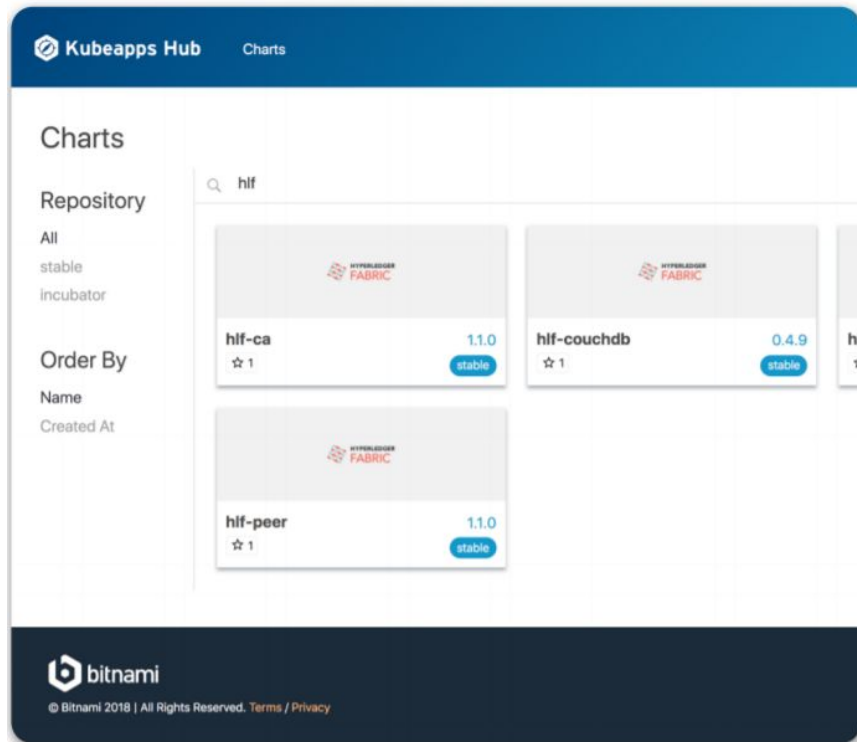 Kubeapps Hub Charts
Charts
Repository
All
stable
incubator
Order By
Name
Created At
hlf
HYPERLEDGER
FABRIC
hlf-ca 1.1.0
1 stable
HYPERLEDGER
FABRIC
hlf-couchdb 0.4.9
1 stable
h
HYPERLEDGER
FABRIC
hlf-peer 1.1.0
1 stable
bitnami
© Bitnami 2018 | All Rights Reserved. Terms / Privacy